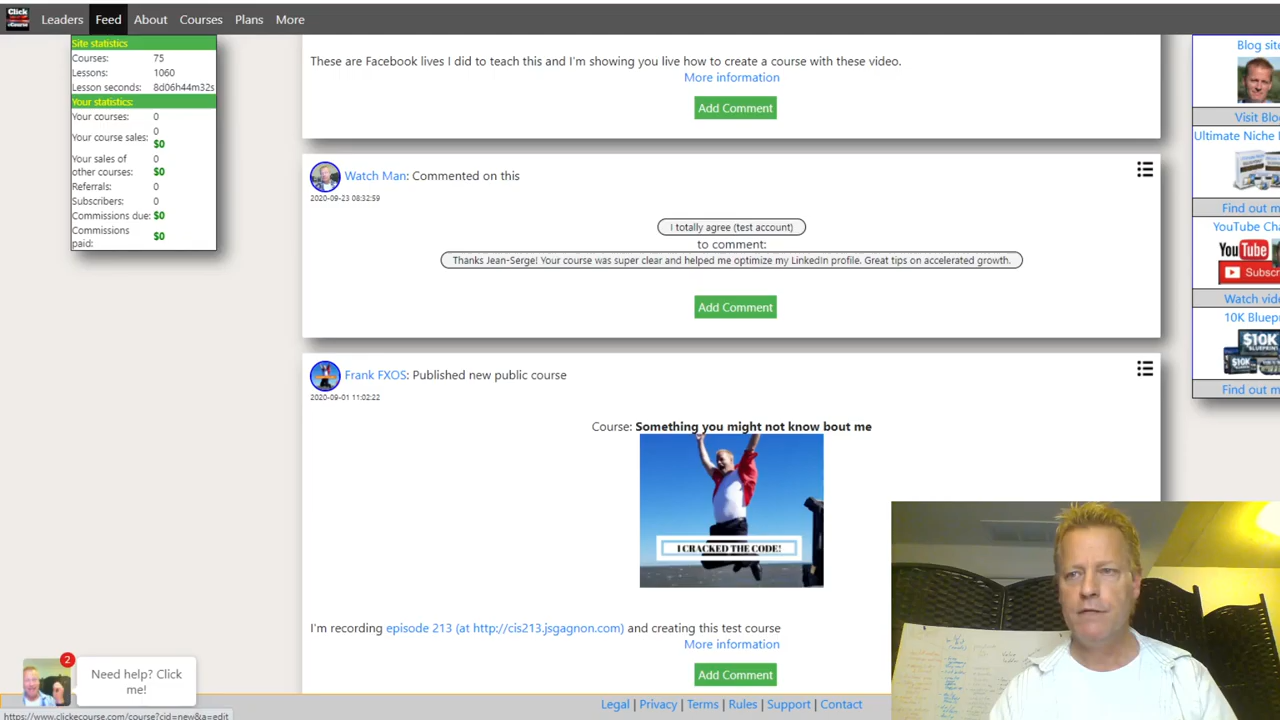 Click
eCourse
Leaders
Feed
About
Courses
Plans
More
Site statistics
Courses: 75
Lessons: 1060
Lesson seconds: 8d06h44m32s
Your statistics:
Your courses: 0
Your course sales: 0
$0
Your sales of other courses: 0
$0
Referrals: 0
Subscribers: 0
Commissions due: $0
Commissions paid: $0
These are Facebook lives I did to teach this and I'm showing you live how to create a course with these video.
More information
Add Comment
Watch Man: Commented on this
2020-09-23 08:32:59
I totally agree (test account)
to comment:
Thanks Jean-Serge! Your course was super clear and helped me optimize my LinkedIn profile. Great tips on accelerated growth.
Add Comment
Frank FXOS: Published new public course
2020-09-01 11:02:22
Course: Something you might not know bout me
I CRACKED THE CODE!
I'm recording episode 213 (at http://cis213.jsgagnon.com) and creating this test course
More information
Add Comment
Blog site
Visit Blo
Ultimate Niche
Find out m
YouTube Cha
YouTube
Subsc
Watch vide
10K Bluep
$10K
BLUEPRINT
Find out m
2
Need help? Click
me!
Legal | Privacy | Terms | Rules | Support | Contact
https://www.clickecourse.com/course?cid=new&a=edit